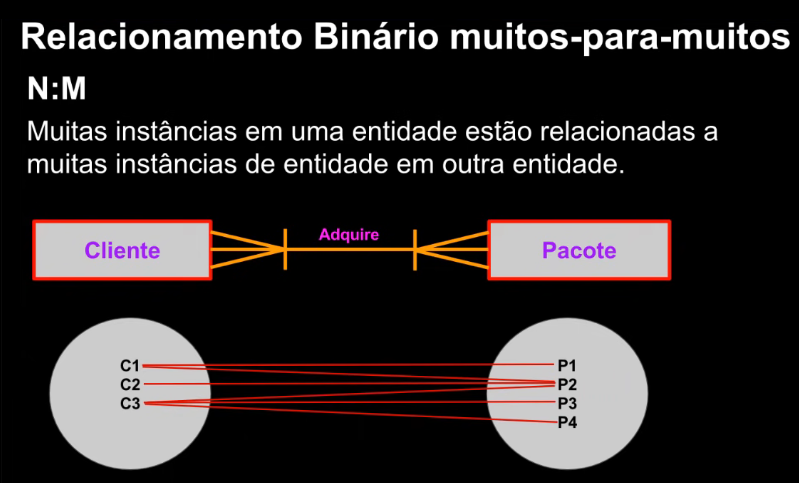 Relacionamento Binário muitos-para-muitos
N:M
Muitas instâncias em uma entidade estão relacionadas a
muitas instâncias de entidade em outra entidade.
Cliente
Adquire
Pacote
C1
C2
C3
P1
P2
P3
P4